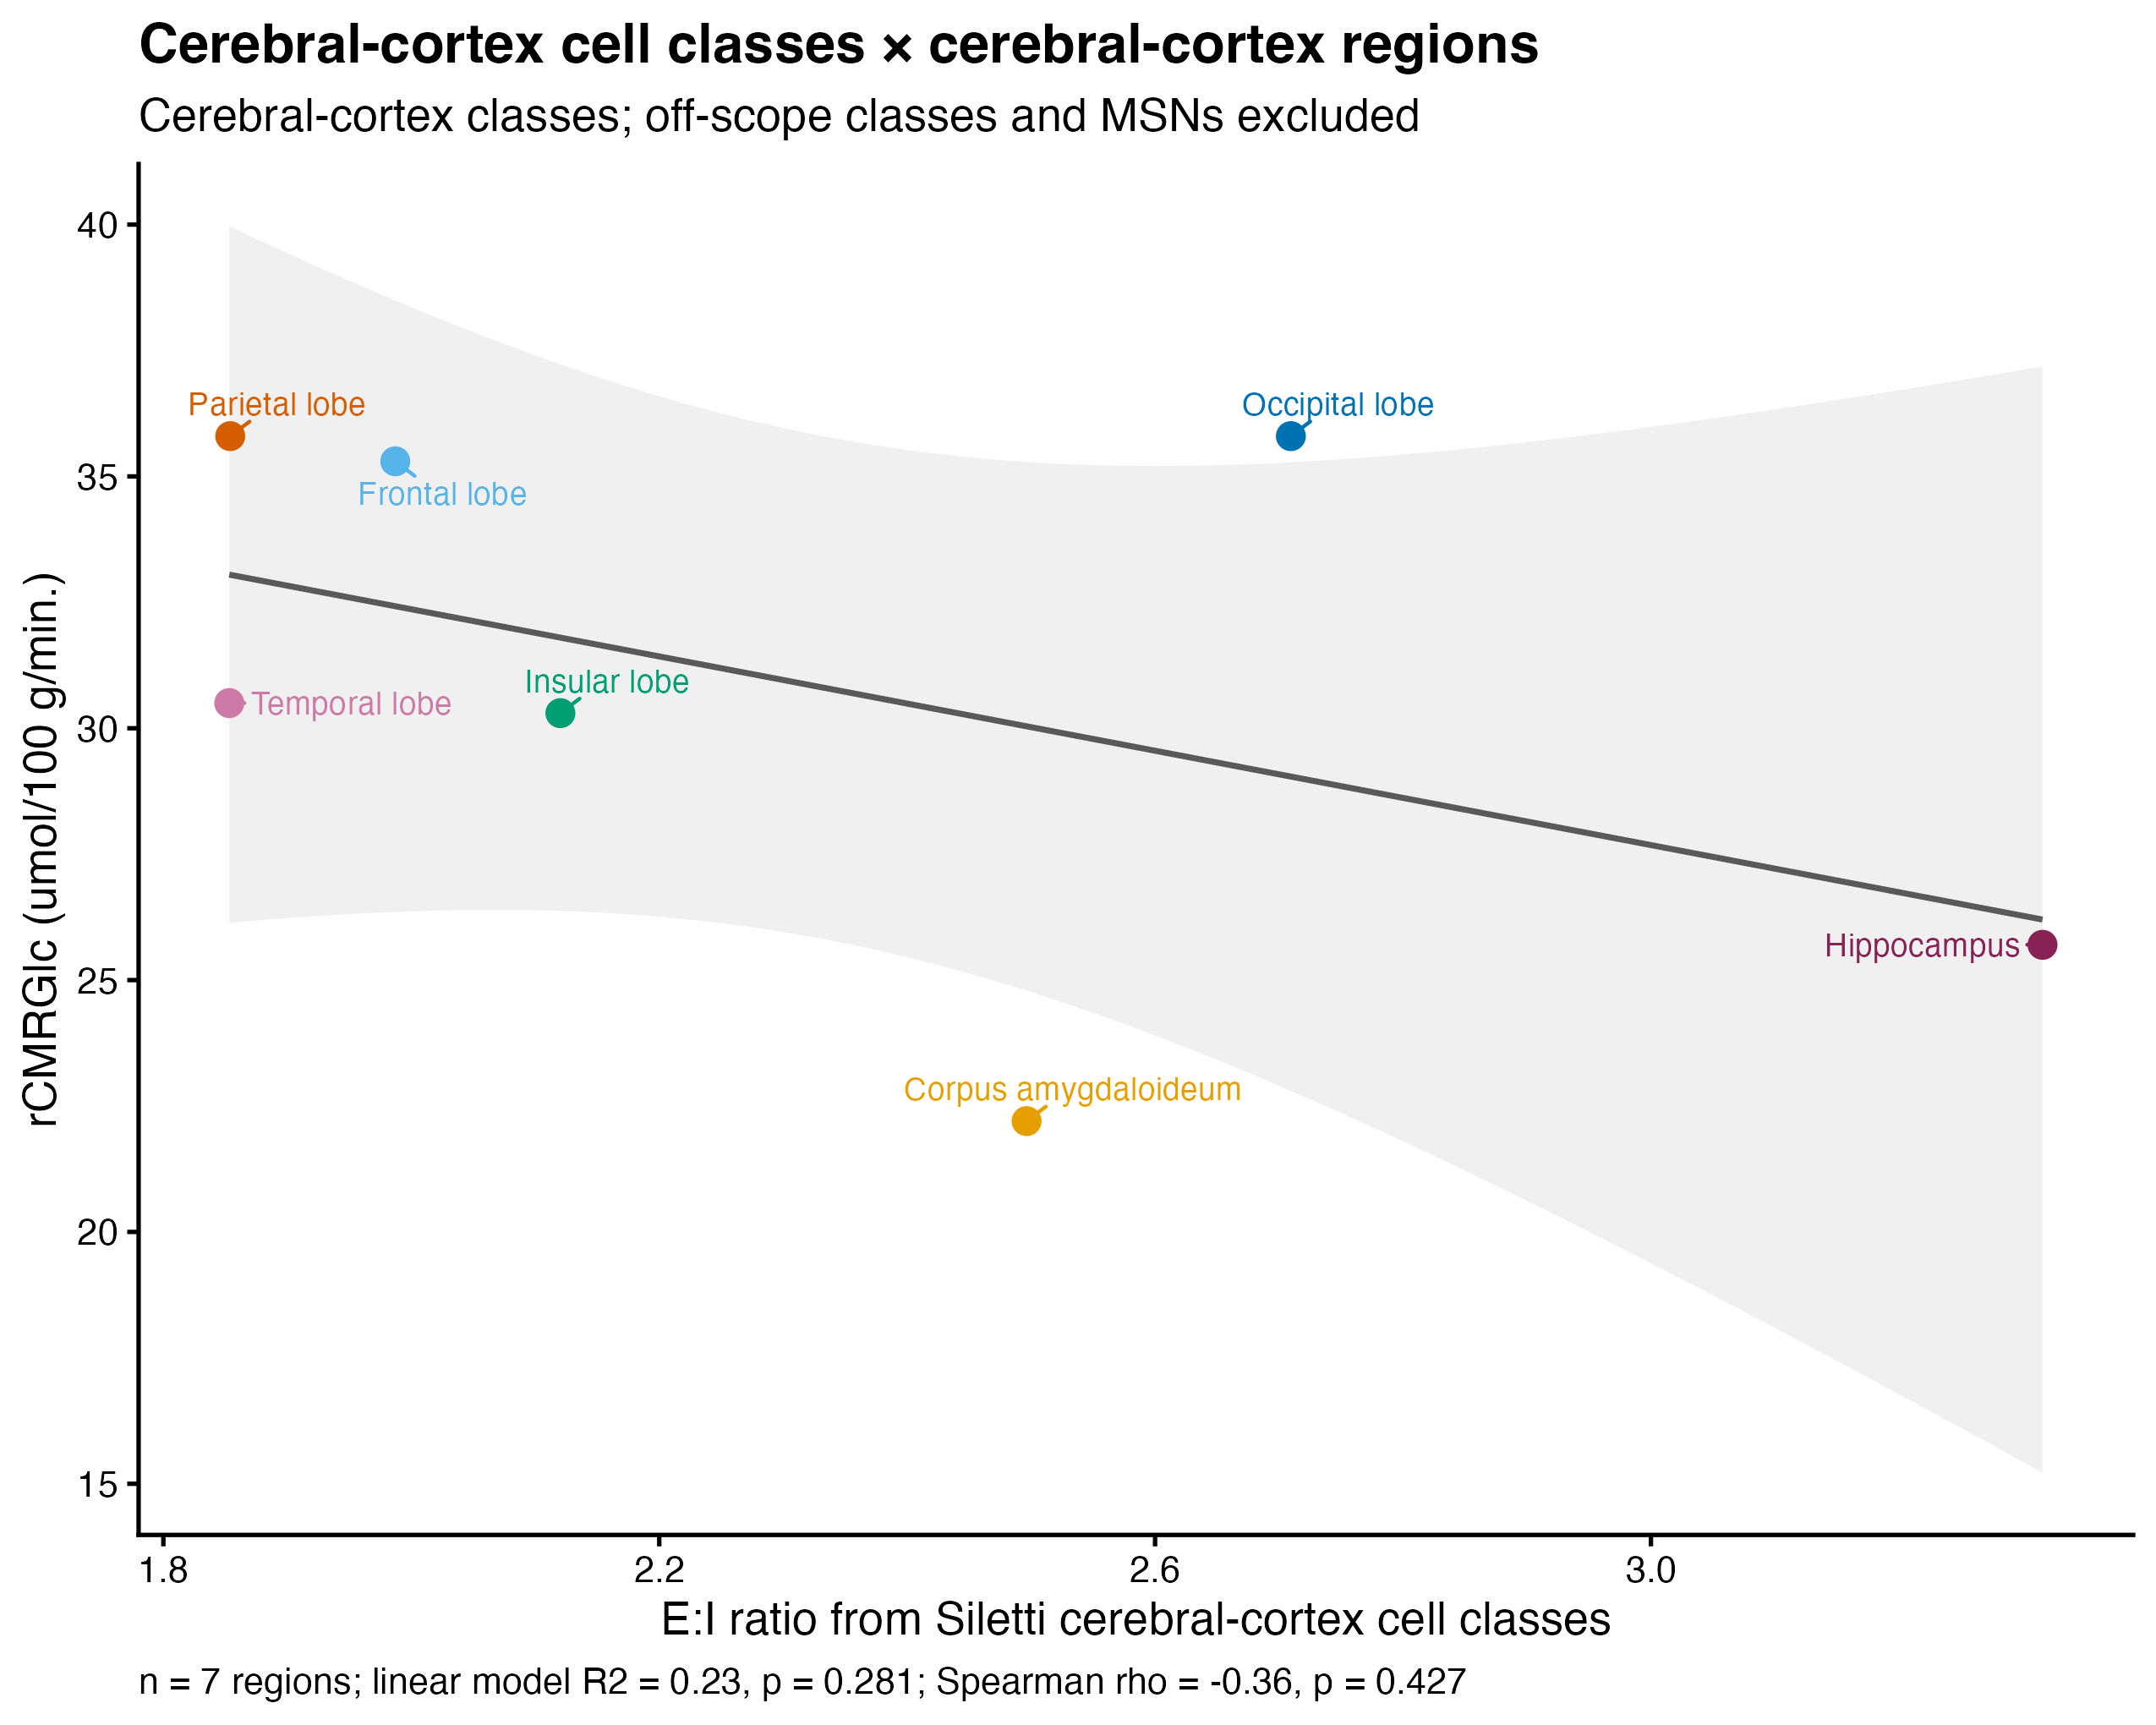 Cerebral-cortex cell classes × cerebral-cortex regions
Cerebral-cortex classes; off-scope classes and MSNs excluded
40
35
30
25
20
15
rCMRGlc (umol/100 g/min.)
Parietal lobe
Occipital lobe
Frontal lobe
Insular lobe
Temporal lobe
Hippocampus
Corpus amygdaloideum
1.8
2.2
2.6
3.0
E:I ratio from Siletti cerebral-cortex cell classes
n = 7 regions; linear model R2 = 0.23, p = 0.281; Spearman rho = -0.36, p = 0.427